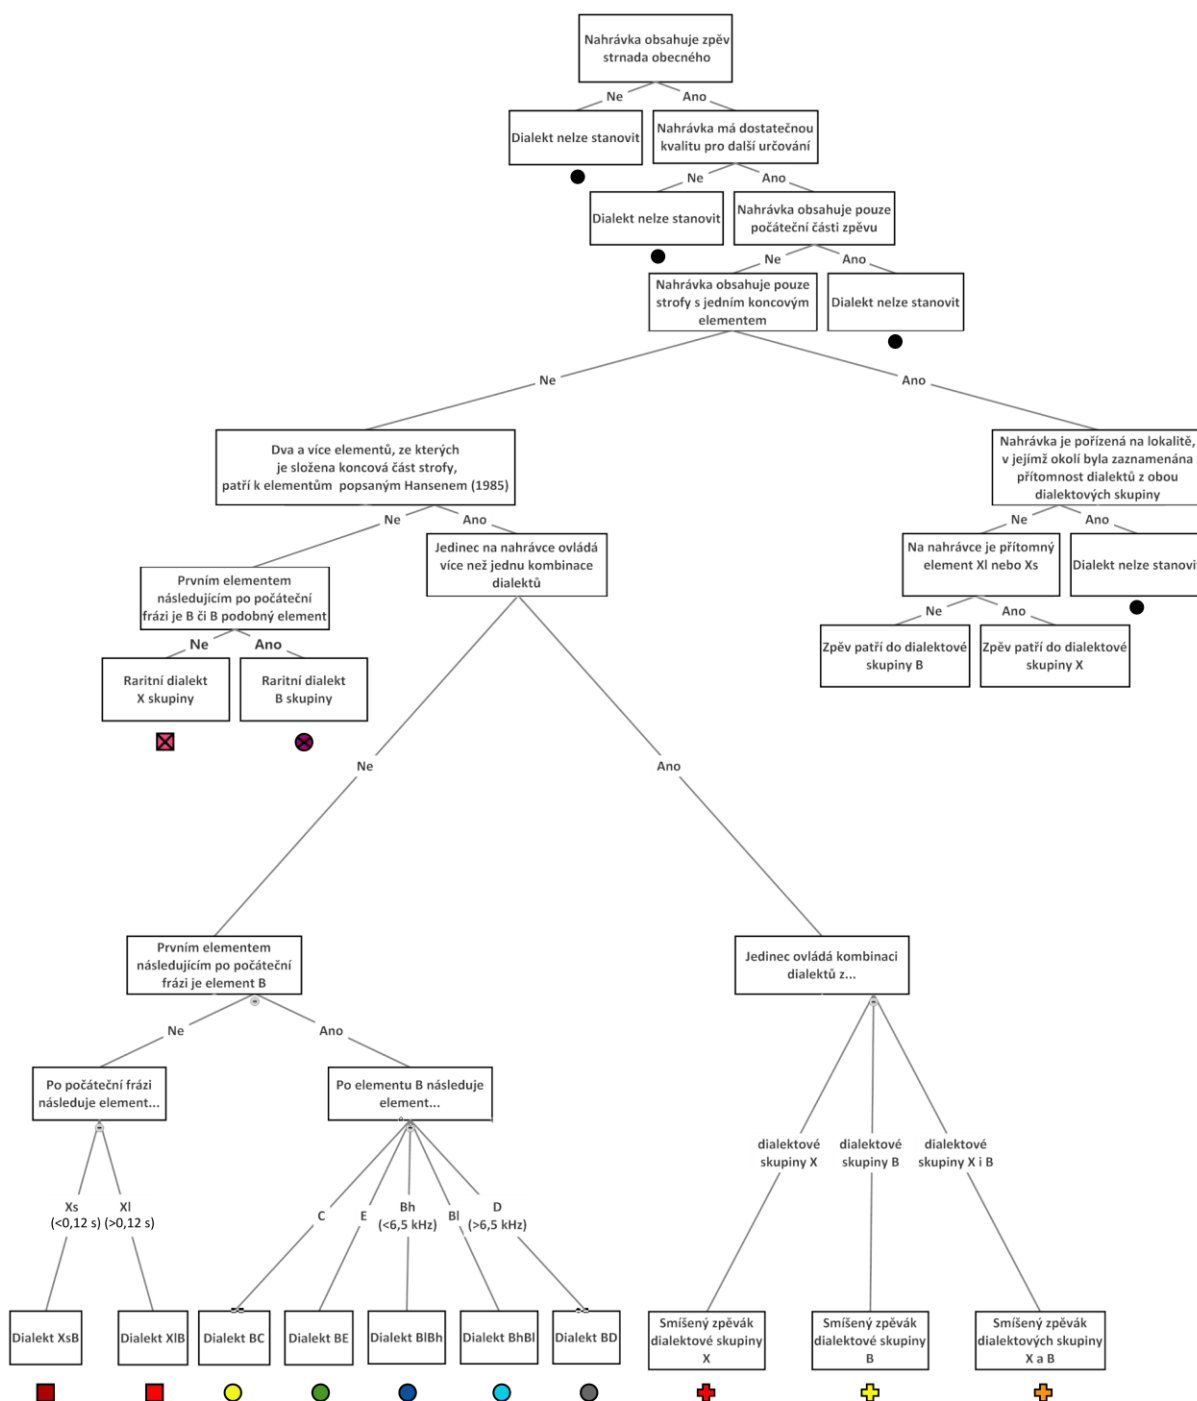 Nahrávka obsahuje zpěv
strnada obecného
Ne
Ano
Dialekt nelze stanovit
Nahrávka má dostatečnou
kvalitu pro další určování
Ne
Ano
Dialekt nelze stanovit
Nahrávka obsahuje pouze
počáteční části zpěvu
Ne
Ano
Nahrávka obsahuje pouze
strofy s jedním koncovým
elementem
Dialekt nelze stanovit
Ne
Ano
Dva a více elementů, ze kterých
je složena koncová část strofy,
patří k elementům popsaným Hansenem (1985)
Nahrávka je pořízená na lokalitě,
v jejímž okolí byla zaznamenána
přítomnost dialektů z obou
dialektových skupiny
Ne
Ano
Ne
Ano
Jedinec na nahrávce ovládá
více než jednu kombinace
dialektů
Na nahrávce je přítomný
element Xl nebo Xs
Dialekt nelze stanovit
Prvním elementem
následujícím po počáteční
frázi je B či B podobný element
Ne
Ano
Ne
Ano
Zpěv patří do dialektové
skupiny B
Zpěv patří do dialektové
skupiny X
Raritní dialekt
X skupiny
Raritní dialekt
B skupiny
Ne
Ano
Prvním elementem
následujícím po počáteční
frázi je element B
Jedinec ovládá kombinaci
dialektů z...
Ne
Ano
Po počáteční frázi
následuje element...
Po elementu B následuje
element...
dialektové
skupiny X
dialektové
skupiny B
dialektové
skupiny X i B
Xs
(<0,12 s)
Xl
(>0,12 s)
C
E
Bh
(<6,5 kHz)
Bl
D
(>6,5 kHz)
Dialekt XsB
Dialekt XlB
Dialekt BC
Dialekt BE
Dialekt BlBh
Dialekt BhBl
Dialekt BD
Smíšený zpěvák
dialektové skupiny
X
Smíšený zpěvák
dialektové skupiny
B
Smíšený zpěvák
dialektových skupiny
X a B